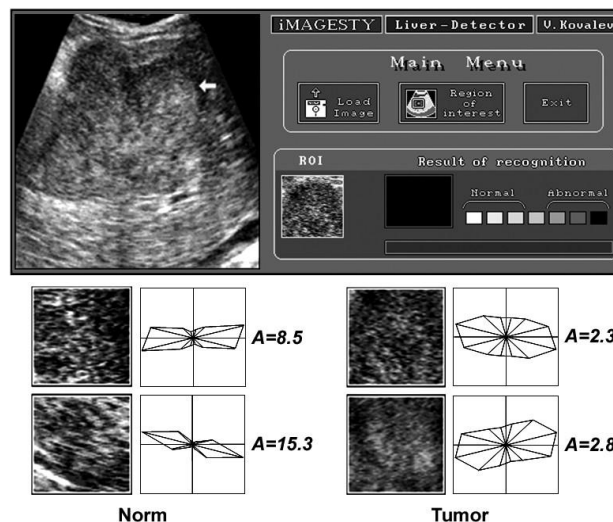 iMAGESTY Liver-Detector V.Kovalev
Main Menu
Load Image
Region of interest
Exit
ROI Result of recognition
Normal Abnormal
A=8.5 A=2.3
A=15.3 A=2.8
Norm Tumor